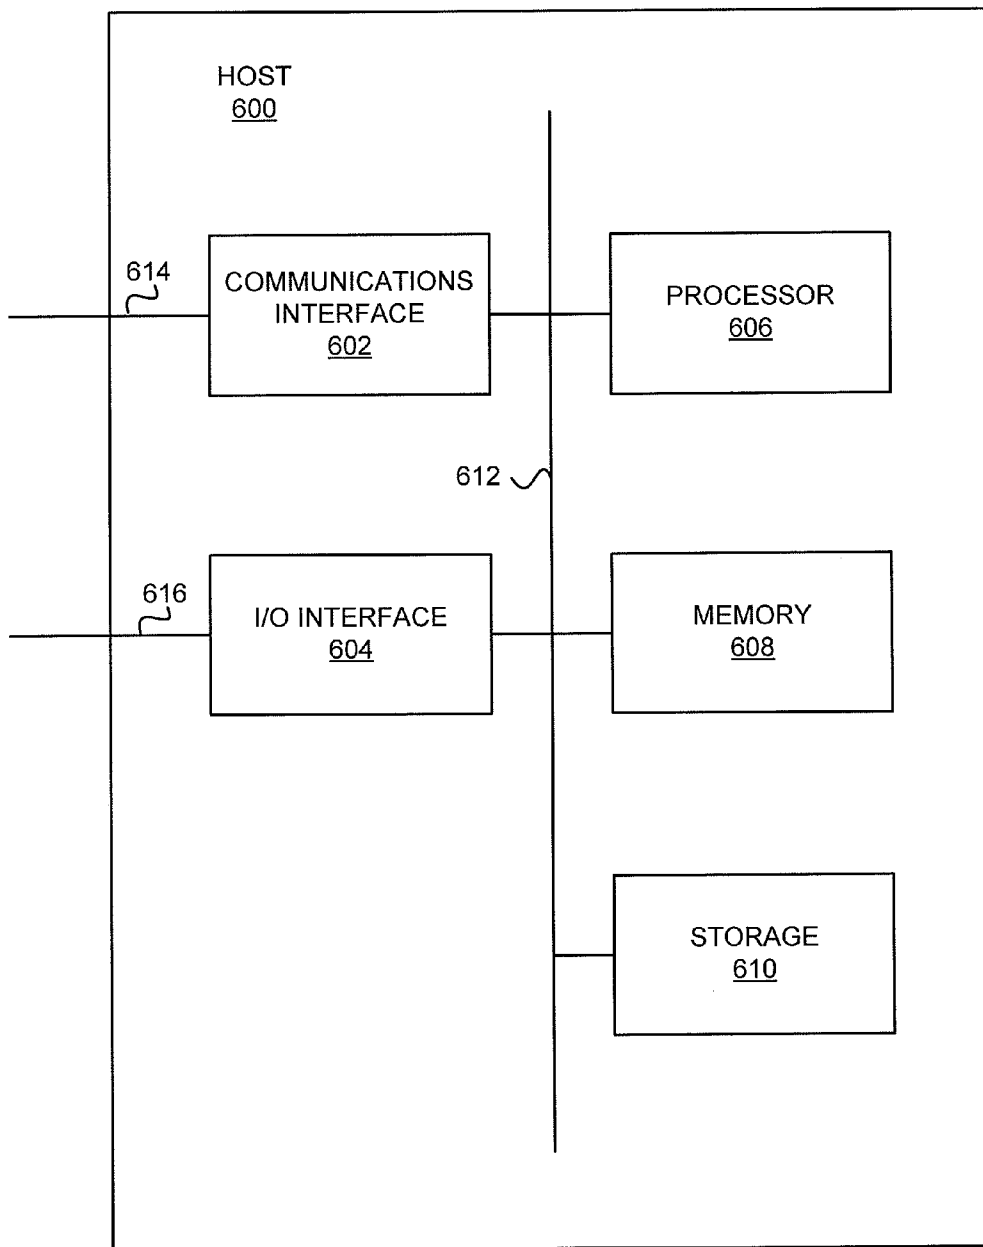 HOST
600
614
COMMUNICATIONS
INTERFACE
602
PROCESSOR
606
612
616
I/O INTERFACE
604
MEMORY
608
STORAGE
610